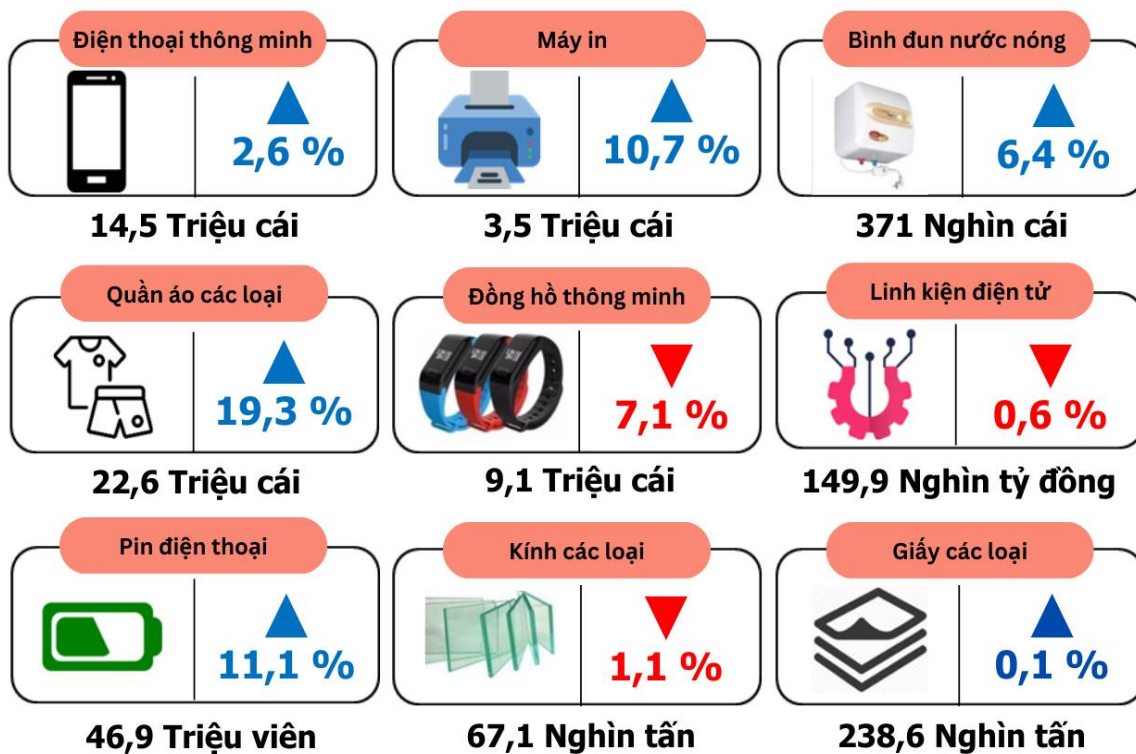 Điện thoại thông minh
2,6 %
14,5 Triệu cái
Máy in
10,7 %
3,5 Triệu cái
Bình đun nước nóng
6,4 %
371 Nghìn cái
Quần áo các loại
19,3 %
22,6 Triệu cái
Đồng hồ thông minh
7,1 %
9,1 Triệu cái
Linh kiện điện tử
0,6 %
149,9 Nghìn tỷ đồng
Pin điện thoại
11,1 %
46,9 Triệu viên
Kính các loại
1,1 %
67,1 Nghìn tấn
Giấy các loại
0,1 %
238,6 Nghìn tấn